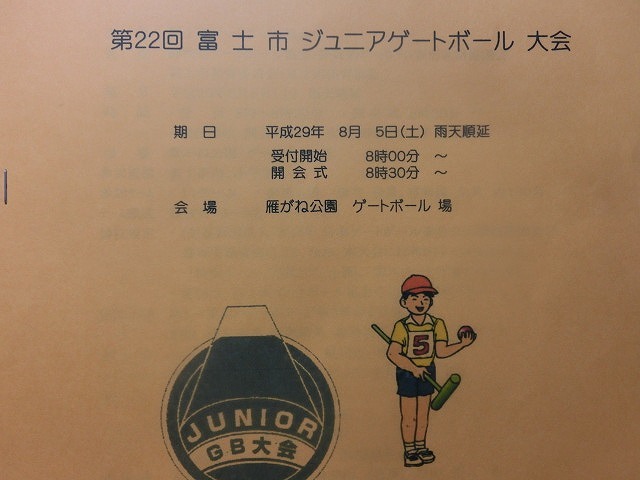 第22回 富 士 市 ジュニアゲートボール 大会
期 日 平成29年 8月 5日(土) 雨天順延
受付開始 8時00分 ～
開 会 式 8時30分 ～
会 場 雁がね公園 ゲートボール 場
5
JUNIOR
GB大会